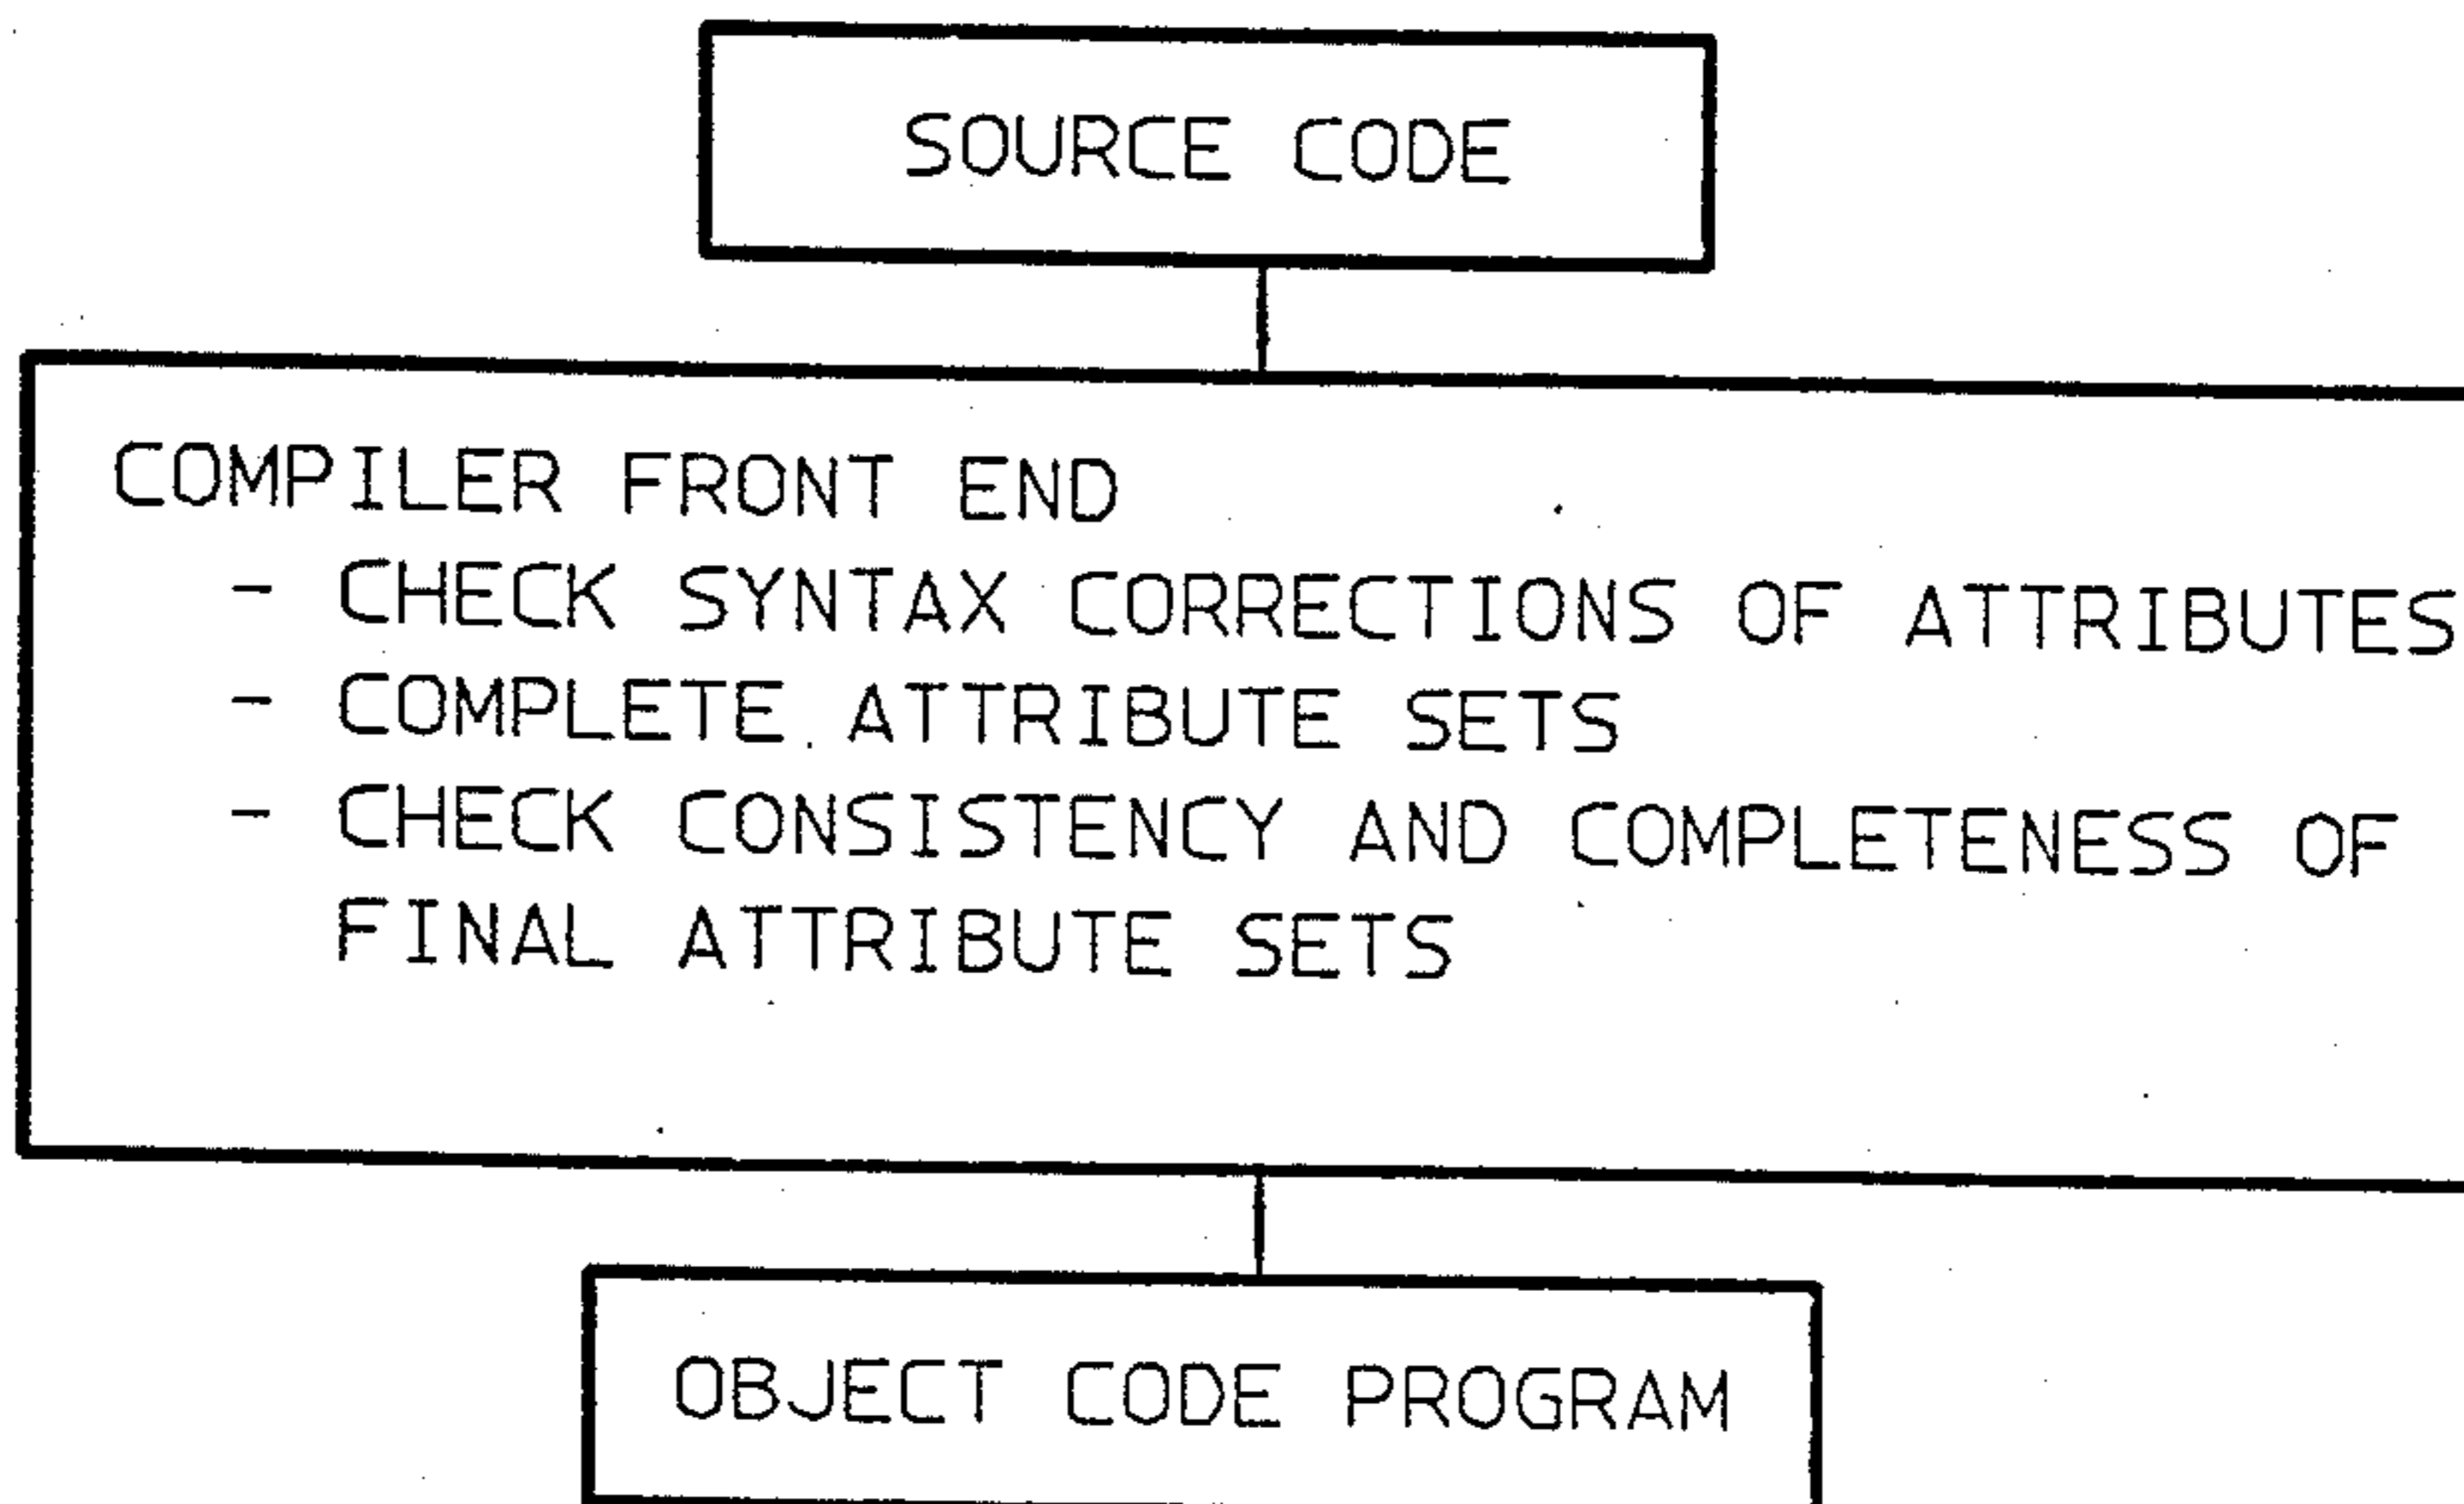 SOURCE CODE
COMPILER FRONT END
- CHECK SYNTAX CORRECTIONS OF ATTRIBUTES
- COMPLETE ATTRIBUTE SETS
- CHECK CONSISTENCY AND COMPLETENESS OF
FINAL ATTRIBUTE SETS
OBJECT CODE PROGRAM